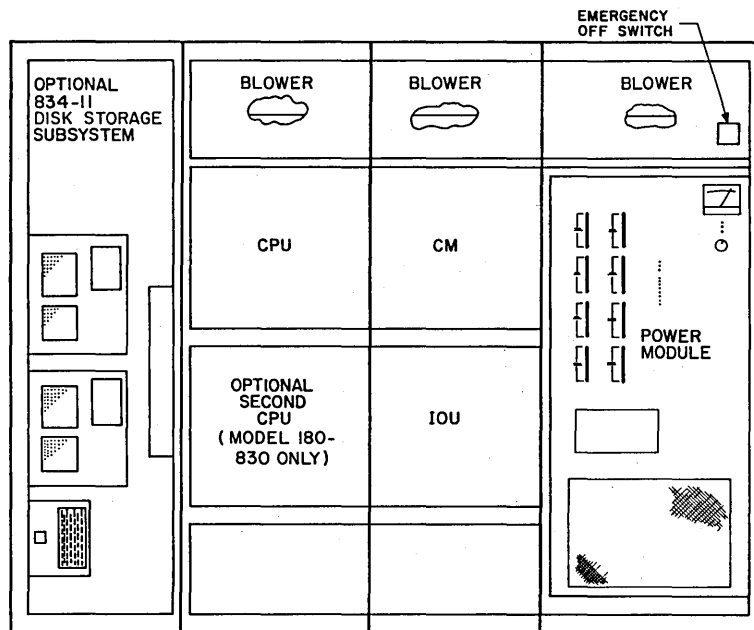 EMERGENCY
OFF SWITCH
OPTIONAL
834-11
DISK STORAGE
SUBSYSTEM
BLOWER
BLOWER
BLOWER
CPU
CM
POWER
MODULE
OPTIONAL
SECOND
CPU
(MODEL 180-
830 ONLY)
IOU